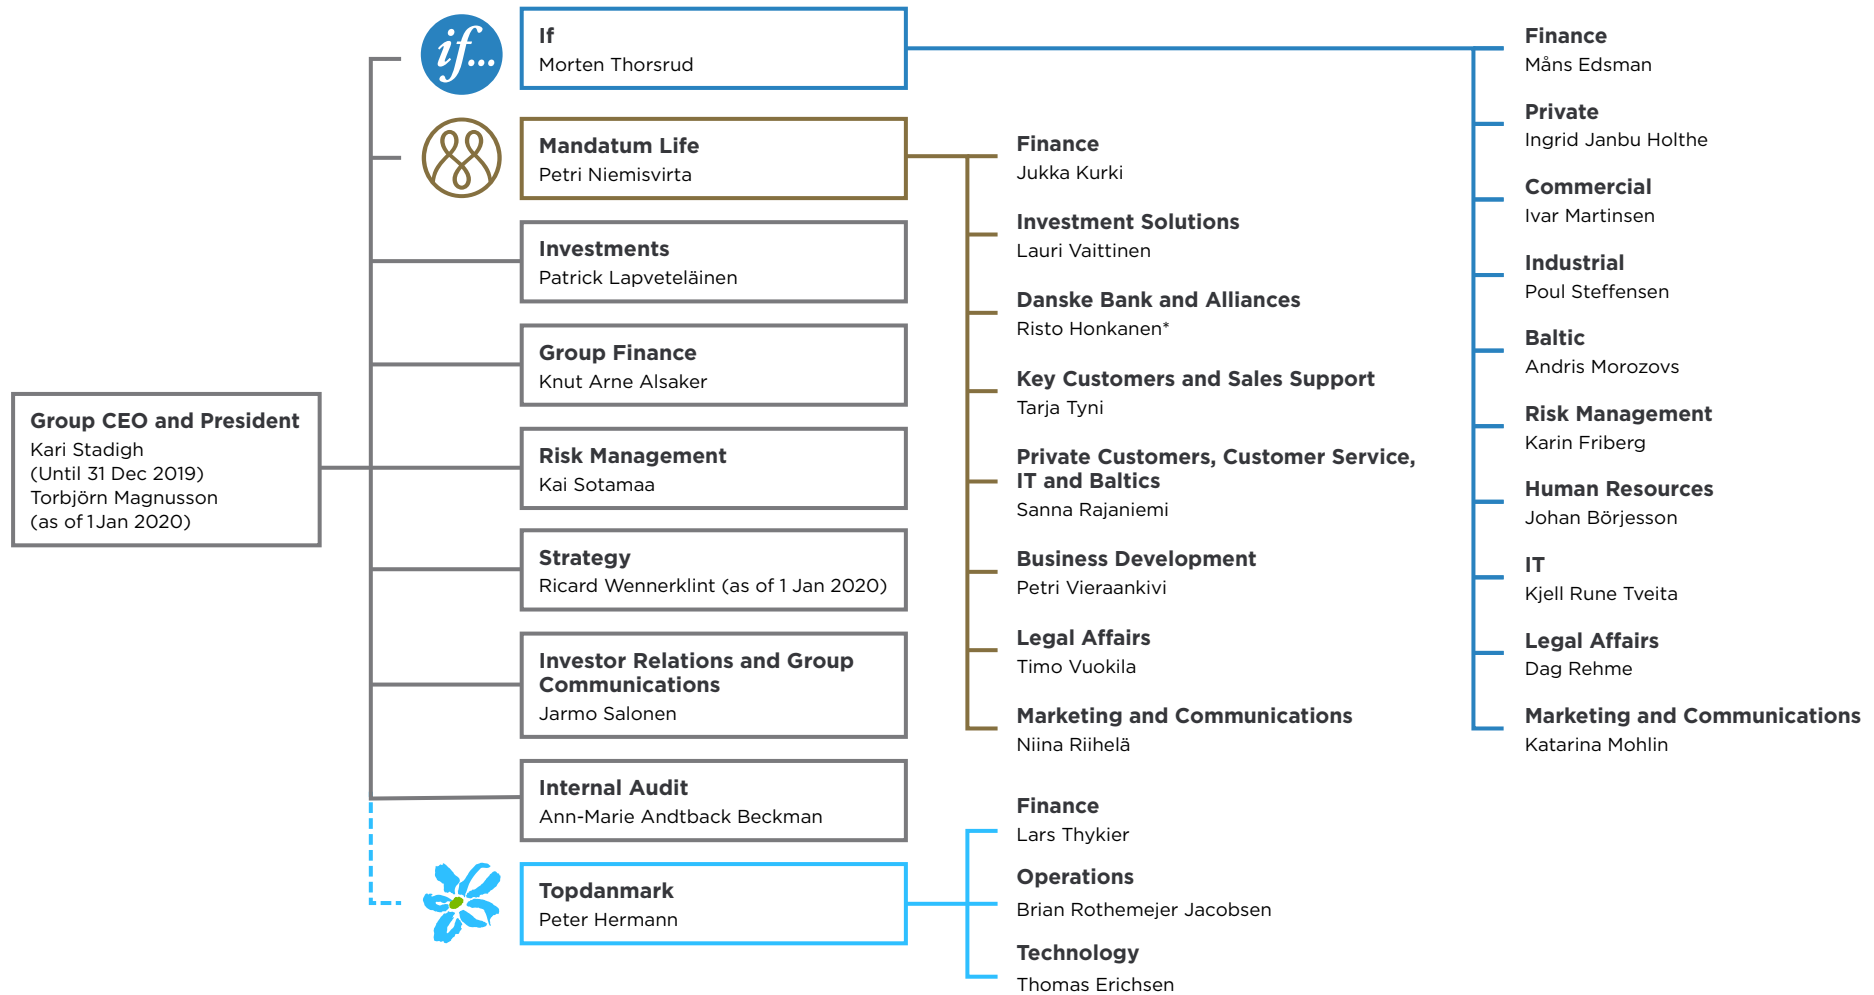 Group CEO and President
Kari Stadigh
(Until 31 Dec 2019)
Torbjörn Magnusson
(as of 1 Jan 2020)
if...
If
Morten Thorsrud
Mandatum Life
Petri Niemisvirta
Investments
Patrick Lapveteläinen
Group Finance
Knut Arne Alsaker
Risk Management
Kai Sotamaa
Strategy
Ricard Wennerklint (as of 1 Jan 2020)
Investor Relations and Group
Communications
Jarmo Salonen
Internal Audit
Ann-Marie Andtback Beckman
Topdanmark
Peter Hermann
Finance
Jukka Kurki
Investment Solutions
Lauri Vaittinen
Danske Bank and Alliances
Risto Honkanen*
Key Customers and Sales Support
Tarja Tyni
Private Customers, Customer Service,
IT and Baltics
Sanna Rajaniemi
Business Development
Petri Vieraankivi
Legal Affairs
Timo Vuokila
Marketing and Communications
Niina Riihelä
Finance
Lars Thykier
Operations
Brian Rothemejer Jacobsen
Technology
Thomas Erichsen
Finance
Måns Edsman
Private
Ingrid Janbu Holthe
Commercial
Ivar Martinsen
Industrial
Poul Steffensen
Baltic
Andris Morozovs
Risk Management
Karin Friberg
Human Resources
Johan Börjesson
IT
Kjell Rune Tveita
Legal Affairs
Dag Rehme
Marketing and Communications
Katarina Mohlin